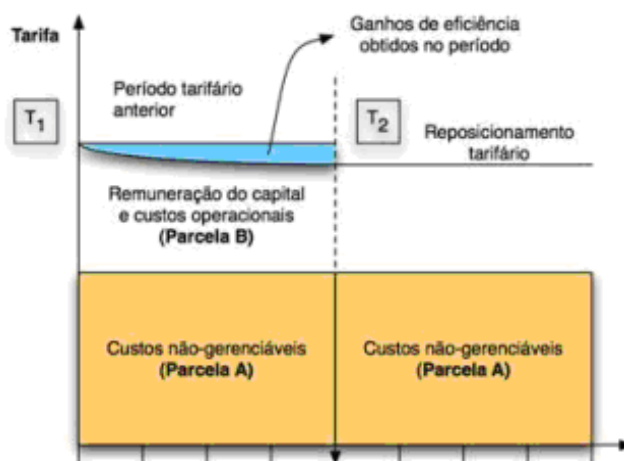 Tarifa
Ganhos de eficiência
obtidos no período
Período tarifário
anterior
T1
T2
Reposicionamento
tarifário
Remuneração do capital
e custos operacionais
(Parcela B)
Custos não-gerenciáveis
(Parcela A)
Custos não-gerenciáveis
(Parcela A)